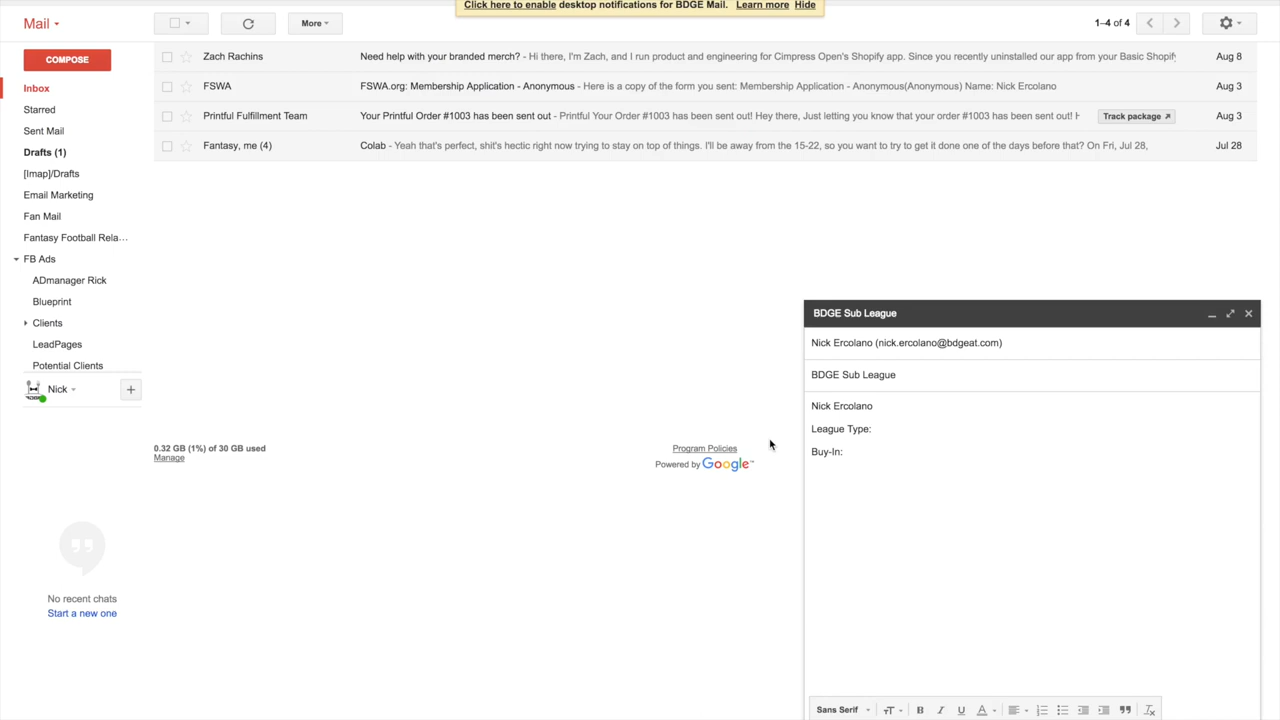 Click here to enable desktop notifications for BDGE Mail. Learn more Hide
Mail
More
1–4 of 4
COMPOSE
Inbox
Starred
Sent Mail
Drafts (1)
[Imap]/Drafts
Email Marketing
Fan Mail
Fantasy Football Rela…
FB Ads
ADmanager Rick
Blueprint
Clients
LeadPages
Potential Clients
Nick
No recent chats
Start a new one
Zach Rachins Need help with your branded merch? - Hi there, I'm Zach, and I run product and engineering for Cimpress Open's Shopify app. Since you recently uninstalled our app from your Basic Shopify Aug 8
FSWA FSWA.org: Membership Application - Anonymous - Here is a copy of the form you sent: Membership Application - Anonymous(Anonymous) Name: Nick Ercolano Aug 3
Printful Fulfillment Team Your Printful Order #1003 has been sent out - Printful Your Order #1003 has been sent out! Hey there, Just letting you know that your order #1003 has been sent out! H Track package Aug 3
Fantasy, me (4) Colab - Yeah that's perfect, shit's hectic right now trying to stay on top of things. I'll be away from the 15-22, so you want to try to get it done one of the days before that? On Fri, Jul 28, Jul 28
0.32 GB (1%) of 30 GB used
Manage
Program Policies
Powered by Google™
BDGE Sub League
Nick Ercolano (nick.ercolano@bdgeat.com)
BDGE Sub League
Nick Ercolano
League Type:
Buy-In:
Sans Serif